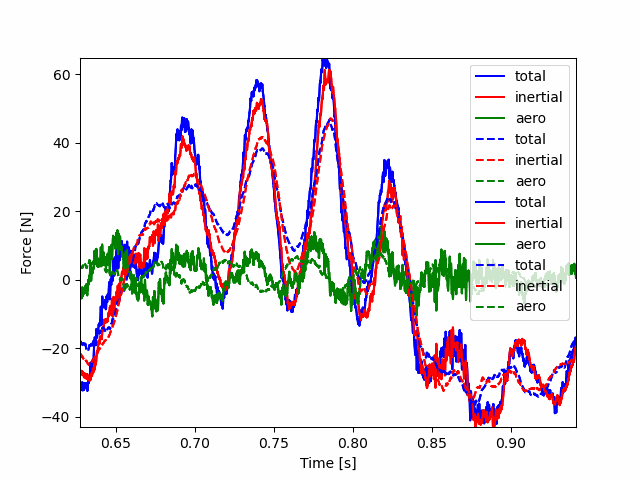 60
40
20
0
−20
−40
Force [N]
0.65 0.70 0.75 0.80 0.85 0.90
Time [s]
total
inertial
aero
total
inertial
aero
total
inertial
aero
total
inertial
aero